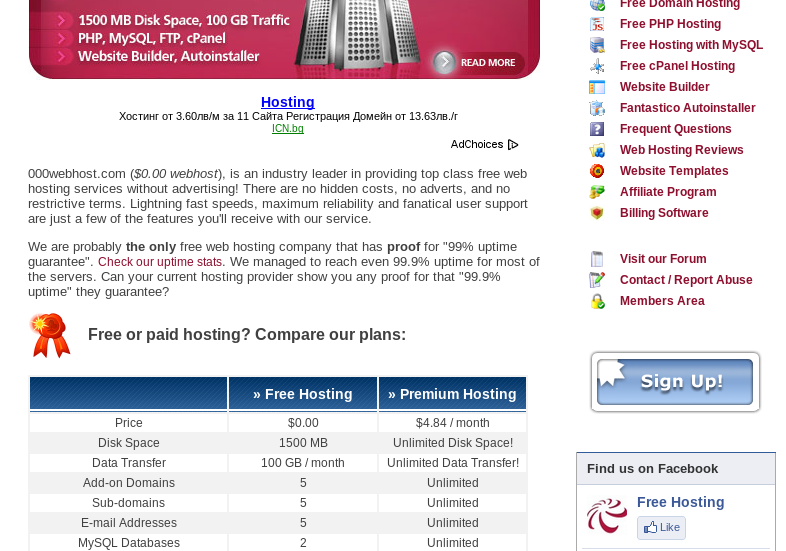 1500 MB Disk Space, 100 GB Traffic
PHP, MySQL, FTP, cPanel
Website Builder, Autoinstaller
READ MORE
Hosting
Хостинг от 3.60лв/м за 11 Сайта Регистрация Домейн от 13.63лв./г
ICN.bg
AdChoices
000webhost.com ($0.00 webhost), is an industry leader in providing top class free web
hosting services without advertising! There are no hidden costs, no adverts, and no
restrictive terms. Lightning fast speeds, maximum reliability and fanatical user support
are just a few of the features you'll receive with our service.
We are probably the only free web hosting company that has proof for "99% uptime
guarantee". Check our uptime stats. We managed to reach even 99.9% uptime for most of
the servers. Can your current hosting provider show you any proof for that "99.9%
uptime" they guarantee?
Free or paid hosting? Compare our plans:
» Free Hosting » Premium Hosting
Price $0.00 $4.84 / month
Disk Space 1500 MB Unlimited Disk Space!
Data Transfer 100 GB / month Unlimited Data Transfer!
Add-on Domains 5 Unlimited
Sub-domains 5 Unlimited
E-mail Addresses 5 Unlimited
MySQL Databases 2 Unlimited
Free Domain Hosting
Free PHP Hosting
Free Hosting with MySQL
Free cPanel Hosting
Website Builder
Fantastico Autoinstaller
Frequent Questions
Web Hosting Reviews
Website Templates
Affiliate Program
Billing Software
Visit our Forum
Contact / Report Abuse
Members Area
Sign Up!
Find us on Facebook
Free Hosting
Like